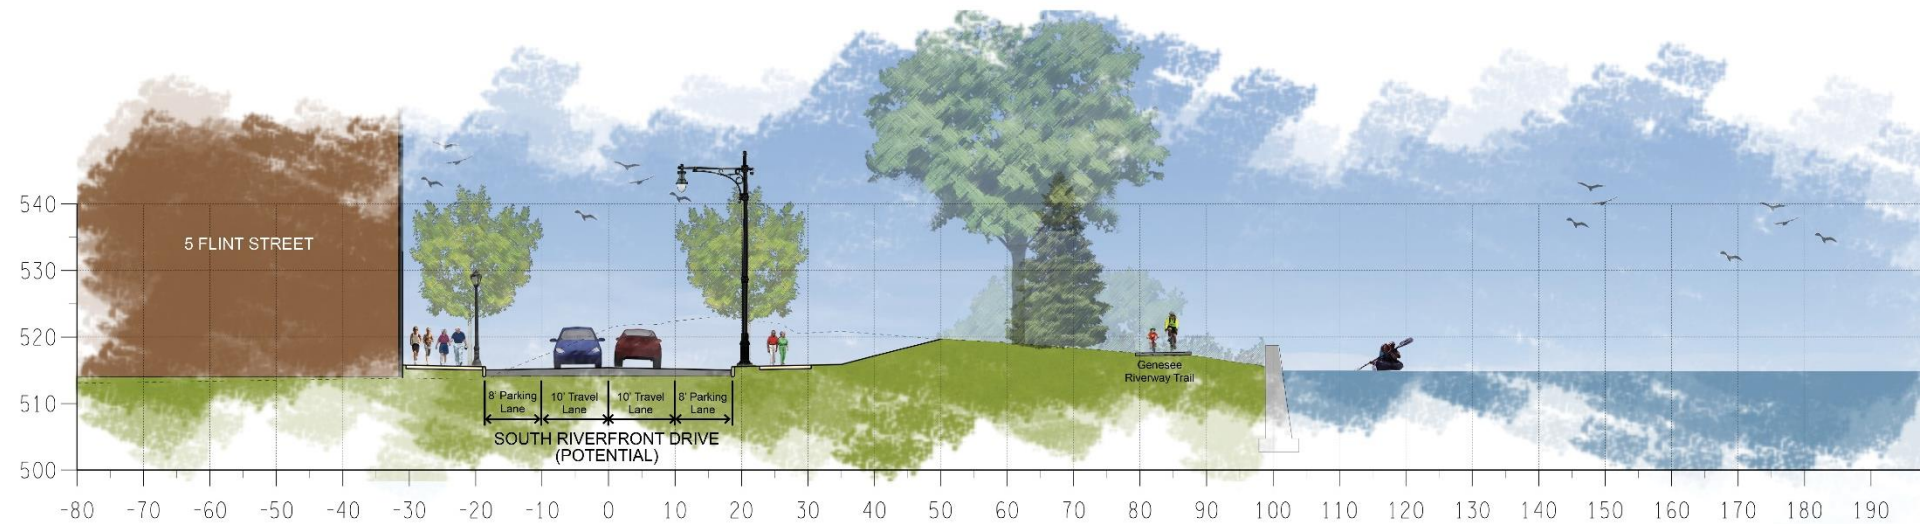 540
530
520
510
500
5 FLINT STREET
8' Parking
Lane
10' Travel
Lane
10' Travel
Lane
8' Parking
Lane
SOUTH RIVERFRONT DRIVE
(POTENTIAL)
Genesee
Riverway Trail
-80 -70 -60 -50 -40 -30 -20 -10 0 10 20 30 40 50 60 70 80 90 100 110 120 130 140 150 160 170 180 190